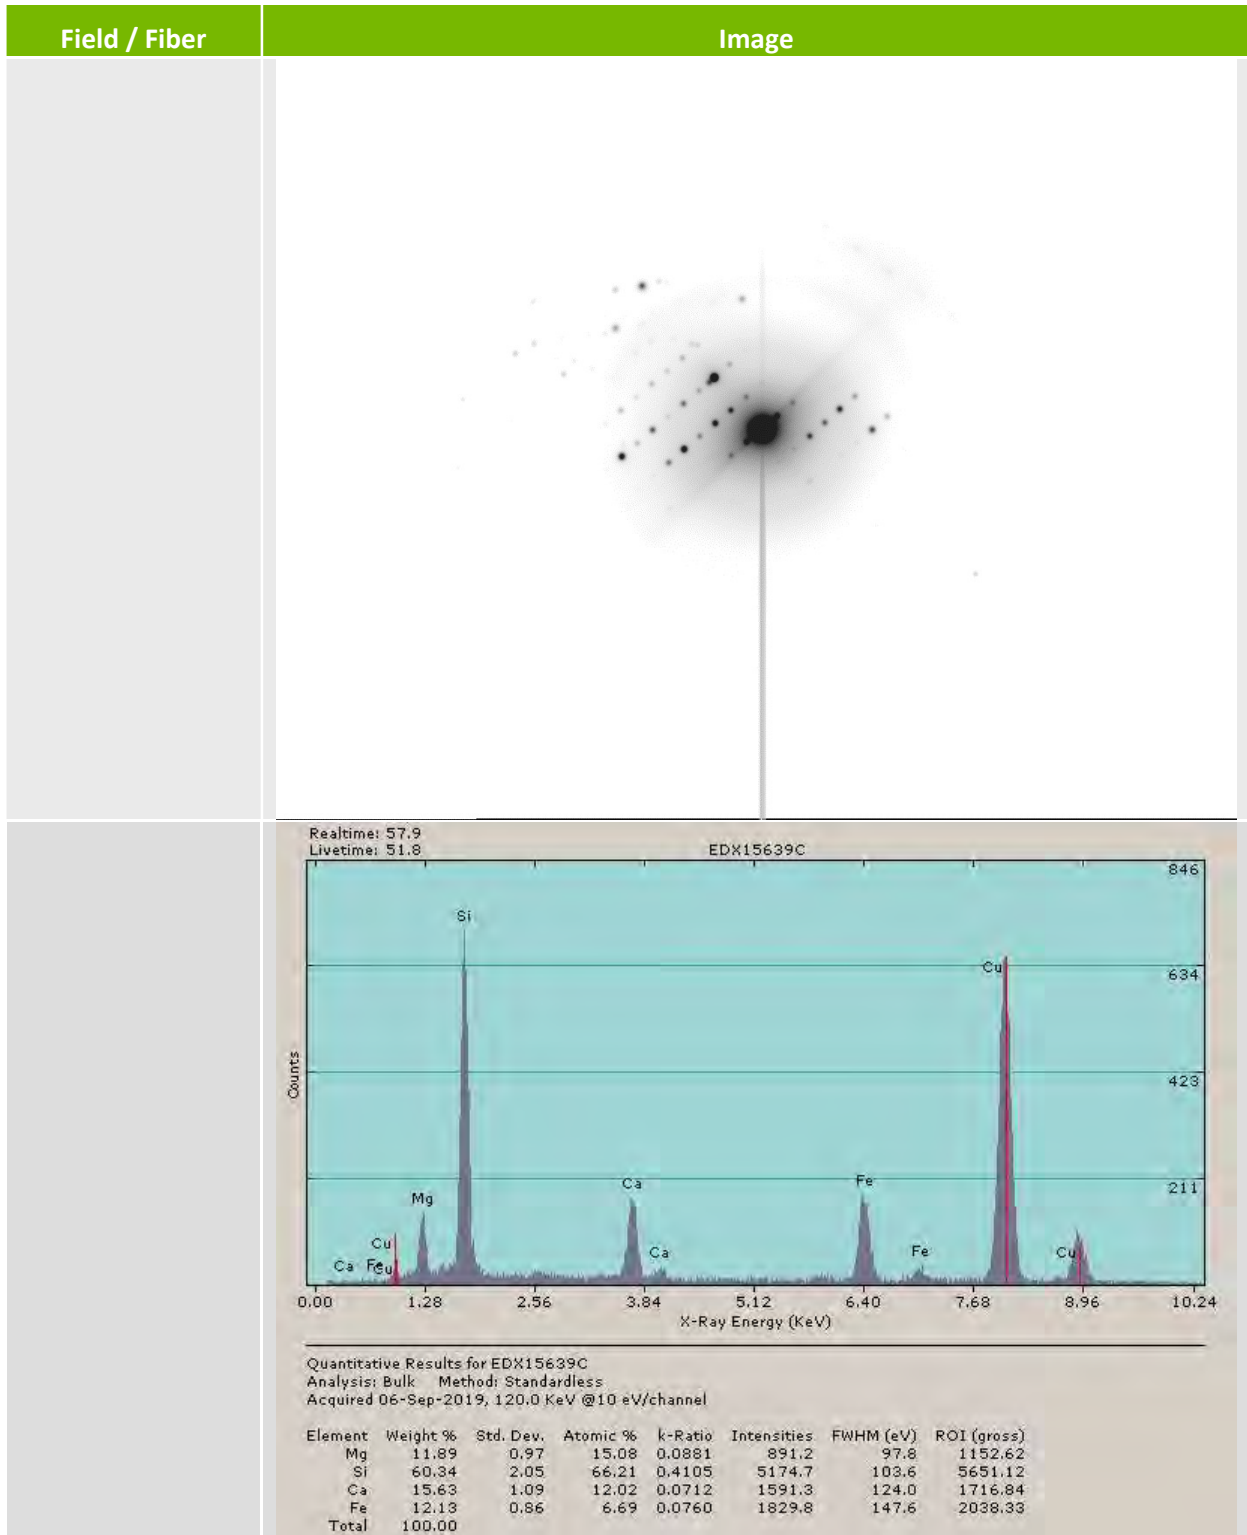 Field / Fiber
Image
Realtime: 57.9
Livetime: 51.8
EDX15639C
846
Si
Cu
634
Counts
423
Mg
Ca
Fe
211
Cu
Ca
Fe
Cu
Ca
Fe
Cu
0.00 1.28 2.56 3.84 5.12 6.40 7.68 8.96 10.24
X-Ray Energy (KeV)
Quantitative Results for EDX15639C
Analysis: Bulk Method: Standardless
Acquired 06-Sep-2019, 120.0 KeV @10 eV/channel
Element Weight % Std. Dev. Atomic % k-Ratio Intensities FWHM (eV) ROI (gross)
Mg 11.89 0.97 15.08 0.0881 891.2 97.8 1152.62
Si 60.34 2.05 66.21 0.4105 5174.7 103.6 5651.12
Ca 15.63 1.09 12.02 0.0712 1591.3 124.0 1716.84
Fe 12.13 0.86 6.69 0.0760 1829.8 147.6 2038.33
Total 100.00